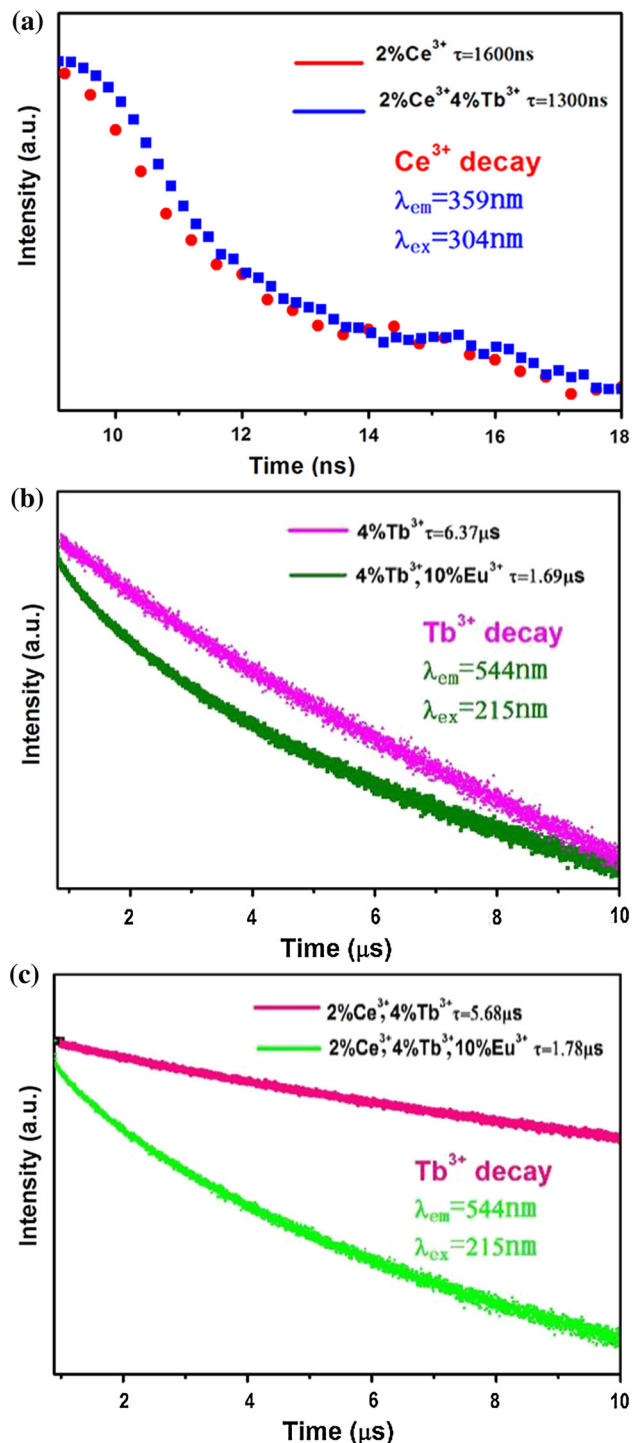 (a)
2%Ce³⁺ τ=1600ns
2%Ce³⁺4%Tb³⁺ τ=1300ns
Ce³⁺ decay
λem=359nm
λex=304nm
Intensity (a.u.)
10 12 14 16 18
Time (ns)
(b)
4%Tb³⁺ τ=6.37μs
4%Tb³⁺,10%Eu³⁺ τ=1.69μs
Tb³⁺ decay
λem=544nm
λex=215nm
Intensity (a.u.)
2 4 6 8 10
Time (μs)
(c)
2%Ce³⁺,4%Tb³⁺ τ=5.68μs
2%Ce³⁺,4%Tb³⁺,10%Eu³⁺ τ=1.78μs
Tb³⁺ decay
λem=544nm
λex=215nm
Intensity (a.u.)
2 4 6 8 10
Time (μs)